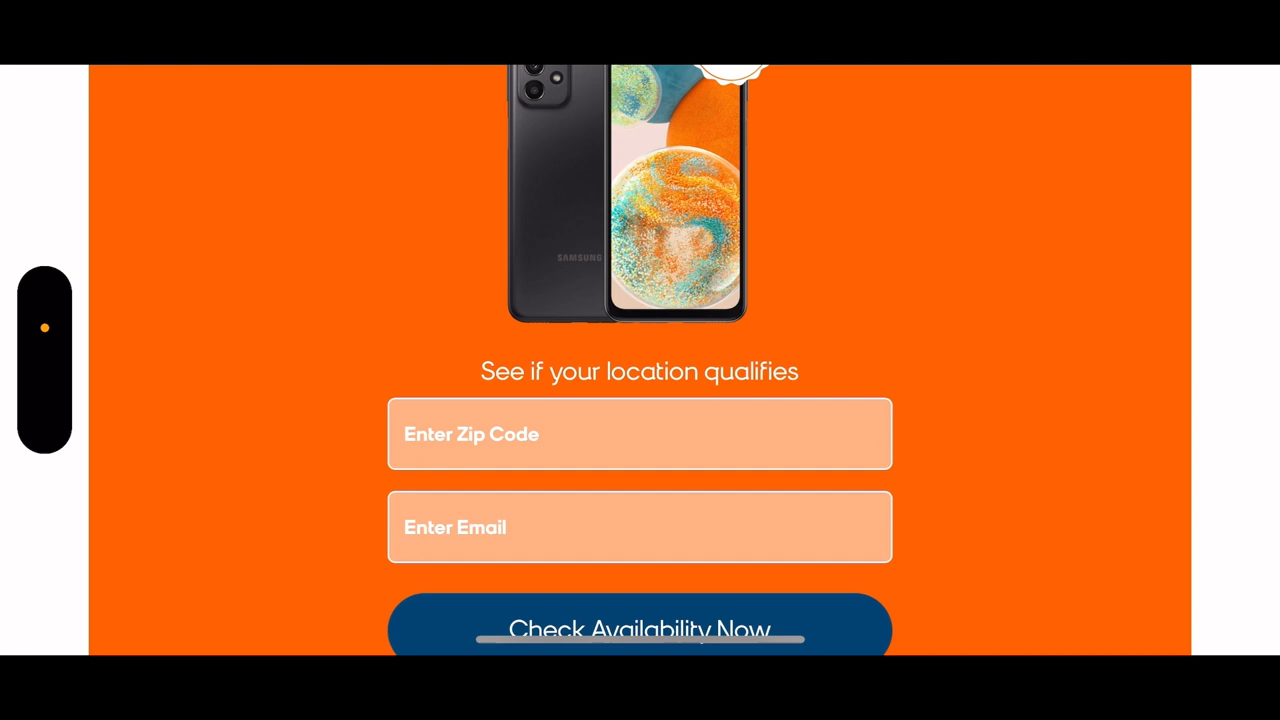 SAMSUNG
See if your location qualifies
Enter Zip Code
Enter Email
Check Availability Now